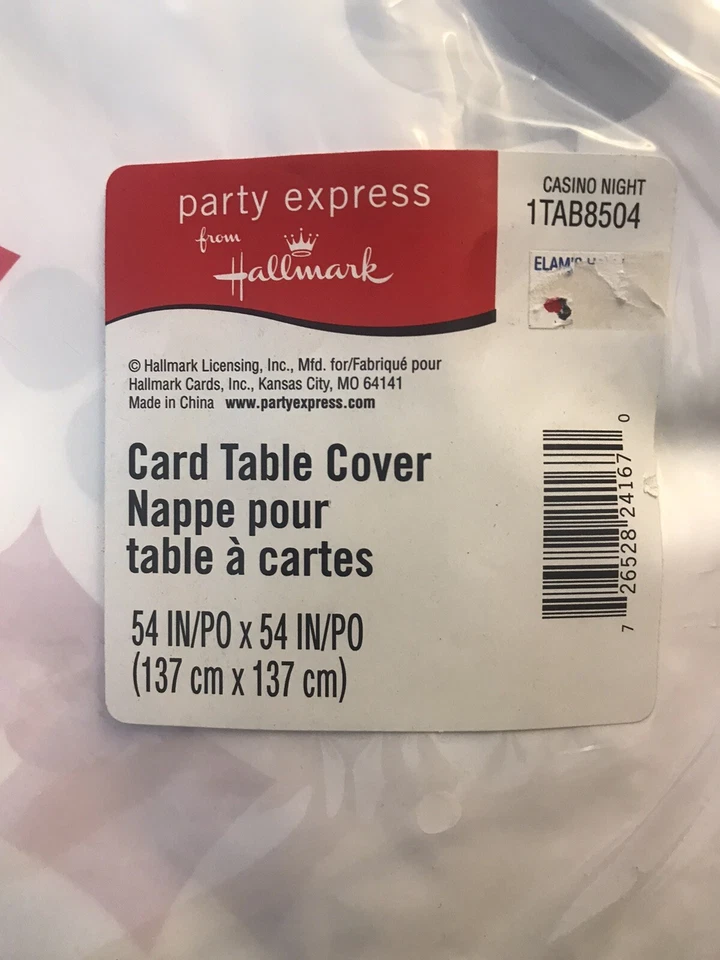 party express
from
Hallmark
CASINO NIGHT
1TAB8504
© Hallmark Licensing, Inc., Mfd. for/Fabriqué pour
Hallmark Cards, Inc., Kansas City, MO 64141
Made in China www.partyexpress.com
Card Table Cover
Nappe pour
table à cartes
54 IN/PO x 54 IN/PO
(137 cm x 137 cm)
7 26528 24167 0